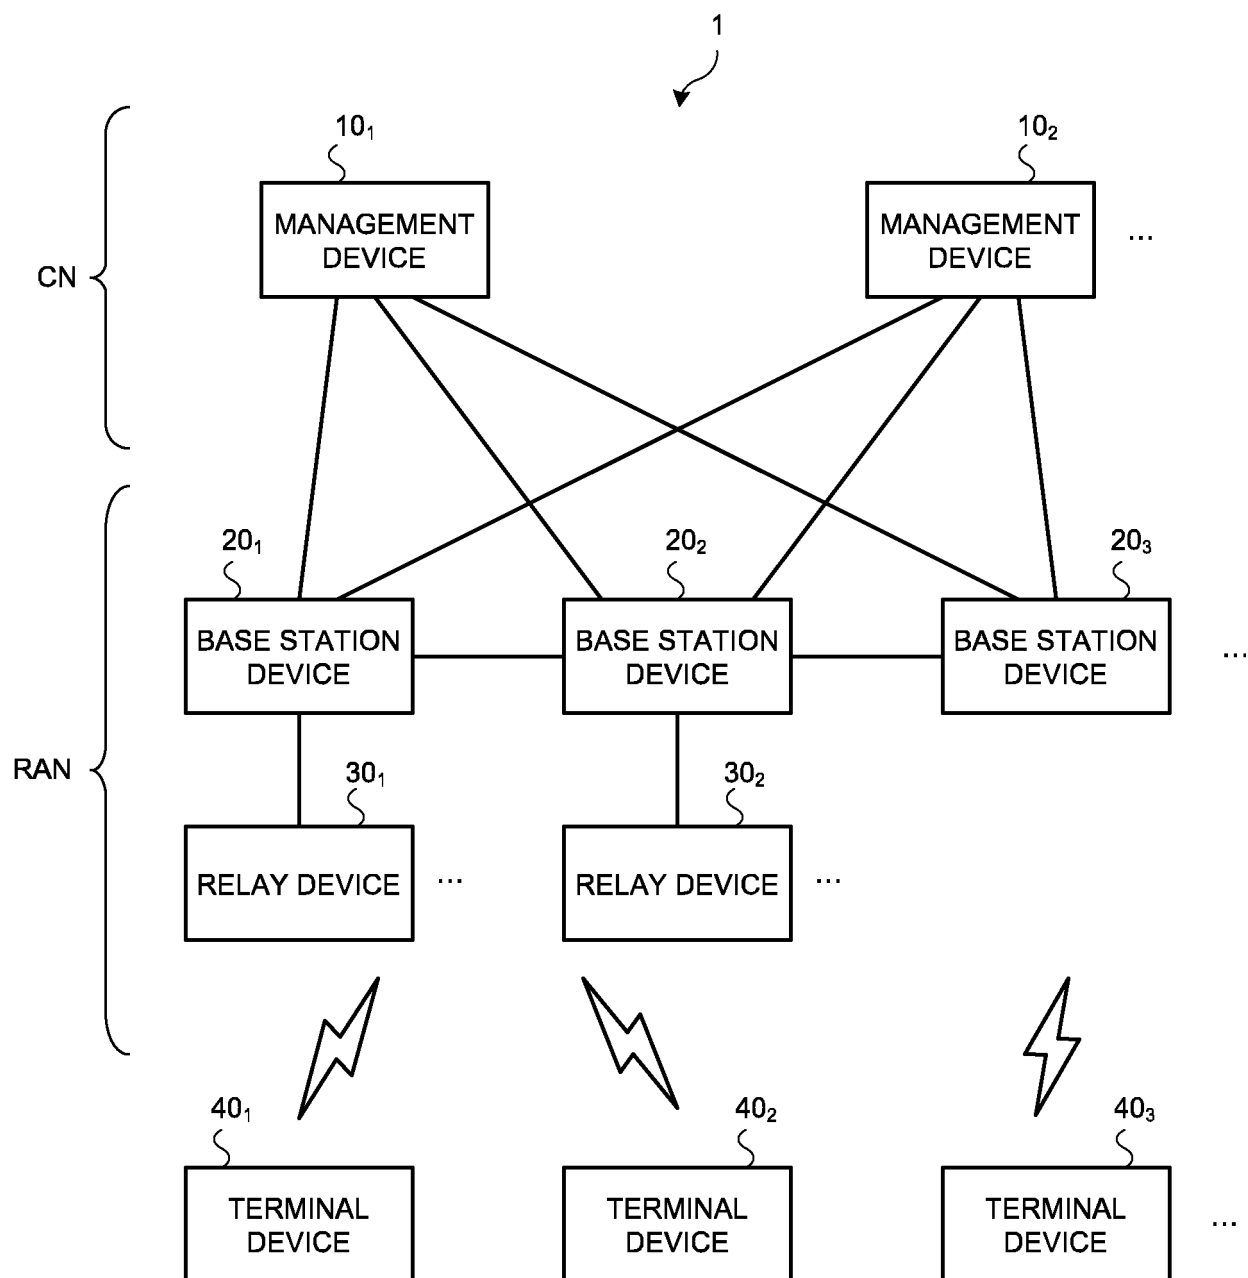 1
10₁
10₂
MANAGEMENT
DEVICE
MANAGEMENT
DEVICE
...
CN
20₁
20₂
20₃
BASE STATION
DEVICE
BASE STATION
DEVICE
BASE STATION
DEVICE
...
RAN
30₁
30₂
RELAY DEVICE
...
RELAY DEVICE
...
40₁
40₂
40₃
TERMINAL
DEVICE
TERMINAL
DEVICE
TERMINAL
DEVICE
...